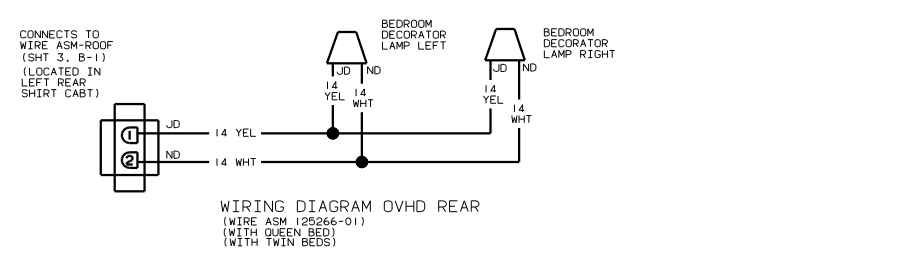 CONNECTS TO
WIRE ASM-ROOF
(SHT 3, B-1)
(LOCATED IN
LEFT REAR
SHIRT CABT)
BEDROOM
DECORATOR
LAMP LEFT
BEDROOM
DECORATOR
LAMP RIGHT
JD ND
14
YEL
14
WHT
JD ND
14
YEL
14
WHT
1
JD
14 YEL
2
ND
14 WHT
WIRING DIAGRAM OVHD REAR
(WIRE ASM 125266-01)
(WITH QUEEN BED)
(WITH TWIN BEDS)